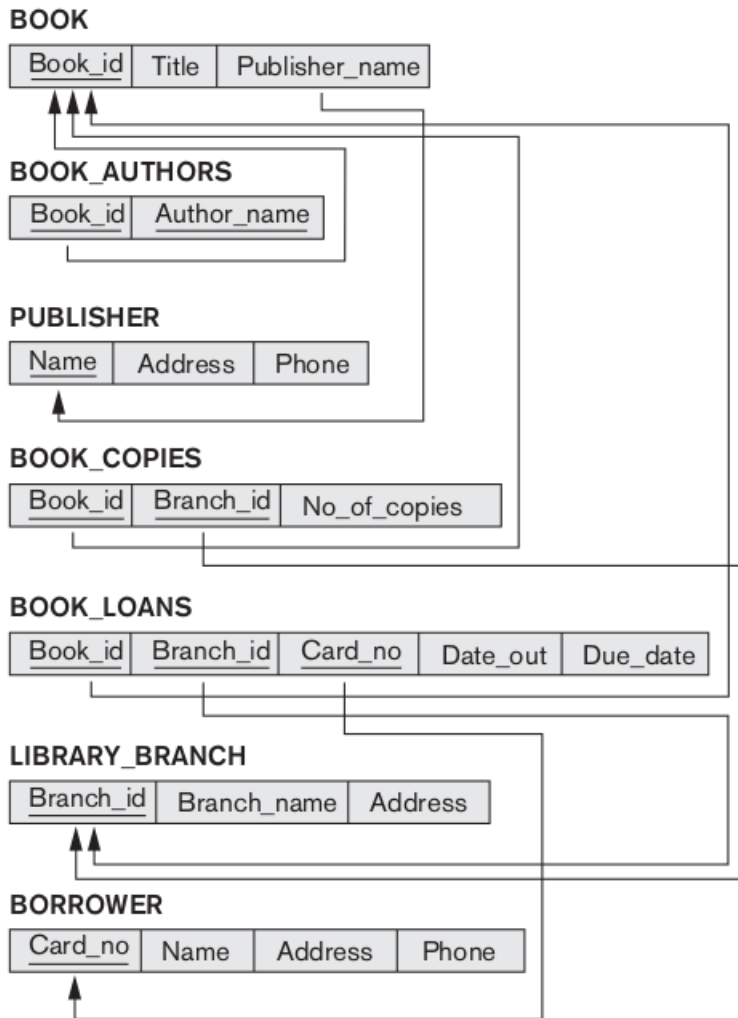 BOOK
Book_id Title Publisher_name
BOOK_AUTHORS
Book_id Author_name
PUBLISHER
Name Address Phone
BOOK_COPIES
Book_id Branch_id No_of_copies
BOOK_LOANS
Book_id Branch_id Card_no Date_out Due_date
LIBRARY_BRANCH
Branch_id Branch_name Address
BORROWER
Card_no Name Address Phone